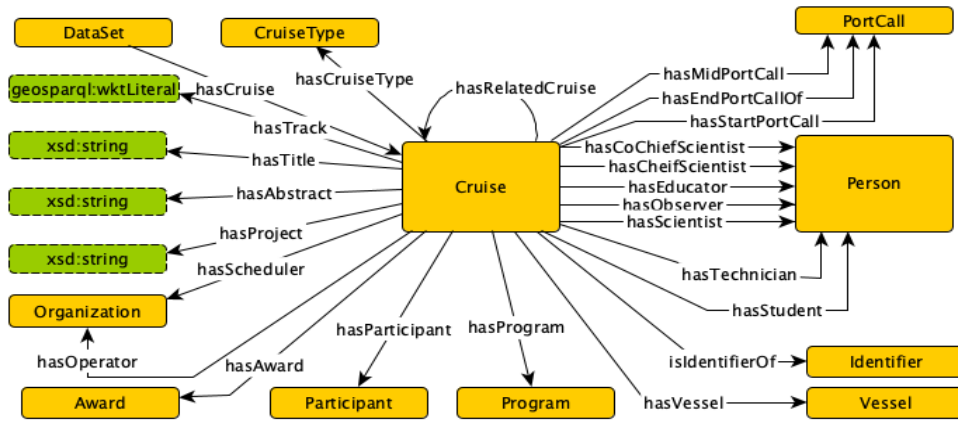 DataSet
CruiseType
PortCall
hasCruiseType
hasRelatedCruise
hasMidPortCall
geosparql:wktLiteral
hasCruise
hasEndPortCallOf
hasTrack
hasStartPortCall
xsd:string
hasTitle
hasCoChiefScientist
hasCheifScientist
Cruise
Person
hasEducator
xsd:string
hasAbstract
hasObserver
hasScientist
hasProject
xsd:string
hasScheduler
hasTechnician
Organization
hasStudent
hasParticipant
hasProgram
hasOperator
hasAward
isIdentifierOf
Identifier
Award
Participant
Program
hasVessel
Vessel